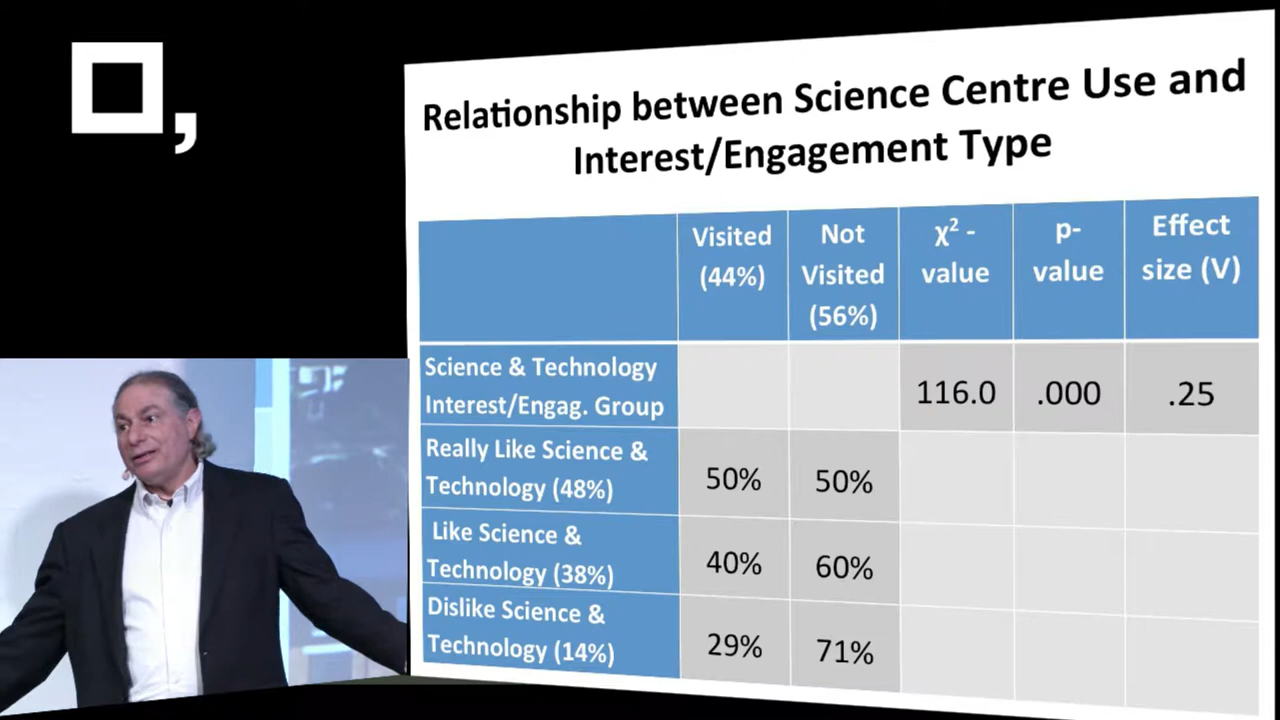 Relationship between Science Centre Use and
Interest/Engagement Type
Visited
(44%)
Not
Visited
(56%)
χ² -
value
p-
value
Effect
size (V)
Science & Technology
Interest/Engag. Group
116.0
.000
.25
Really Like Science &
Technology (48%)
50%
50%
Like Science &
Technology (38%)
40%
60%
Dislike Science &
Technology (14%)
29%
71%